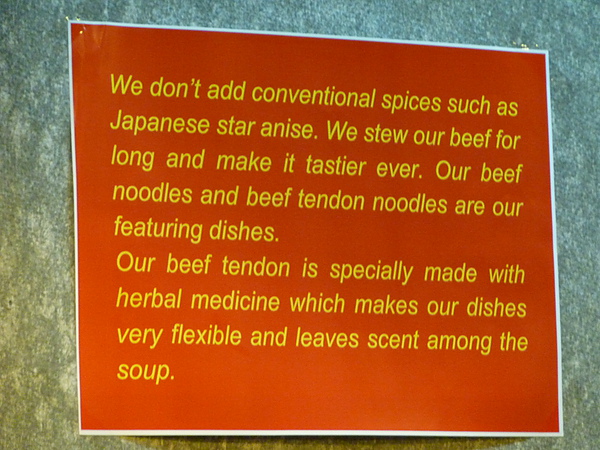 We don't add conventional spices such as
Japanese star anise. We stew our beef for
long and make it tastier ever. Our beef
noodles and beef tendon noodles are our
featuring dishes.
Our beef tendon is specially made with
herbal medicine which makes our dishes
very flexible and leaves scent among the
soup.